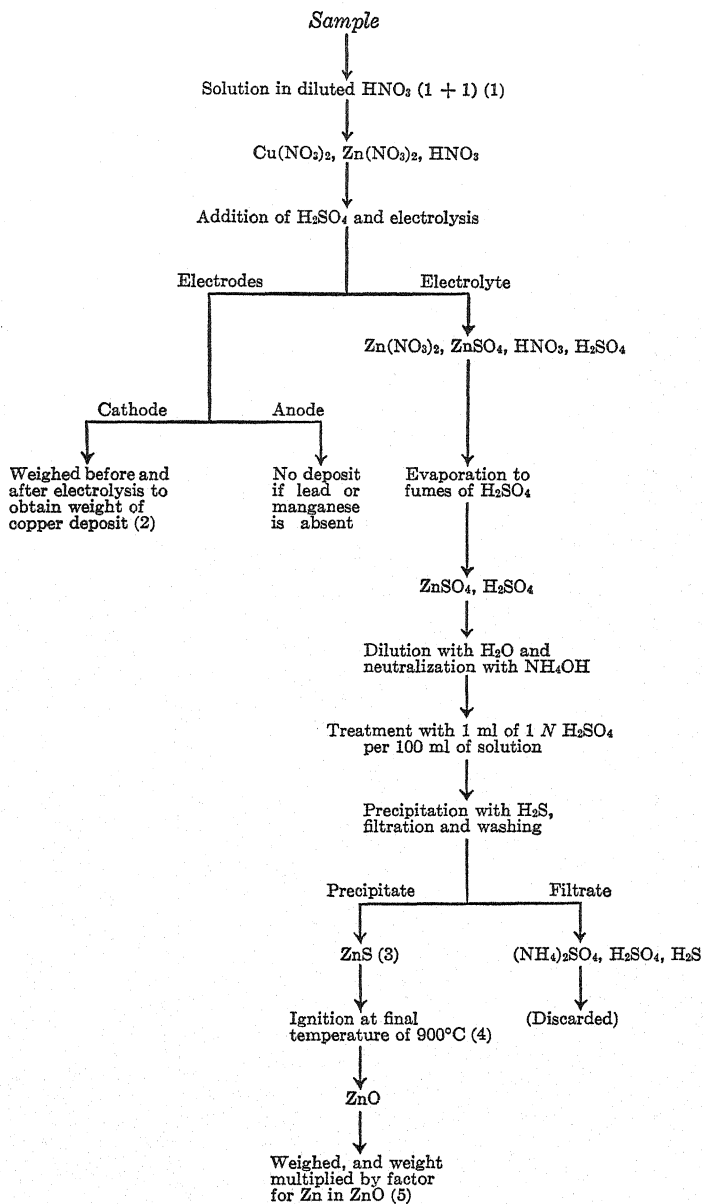 Sample
Solution in diluted HNO₃ (1 + 1) (1)
Cu(NO₃)₂, Zn(NO₃)₂, HNO₃
Addition of H₂SO₄ and electrolysis
Electrodes
Electrolyte
Zn(NO₃)₂, ZnSO₄, HNO₃, H₂SO₄
Cathode
Anode
Weighed before and
after electrolysis to
obtain weight of
copper deposit (2)
No deposit
if lead or
manganese
is absent
Evaporation to
fumes of H₂SO₄
ZnSO₄, H₂SO₄
Dilution with H₂O and
neutralization with NH₄OH
Treatment with 1 ml of 1 N H₂SO₄
per 100 ml of solution
Precipitation with H₂S,
filtration and washing
Precipitate
Filtrate
ZnS (3)
(NH₄)₂SO₄, H₂SO₄, H₂S
Ignition at final
temperature of 900°C (4)
(Discarded)
ZnO
Weighed, and weight
multiplied by factor
for Zn in ZnO (5)